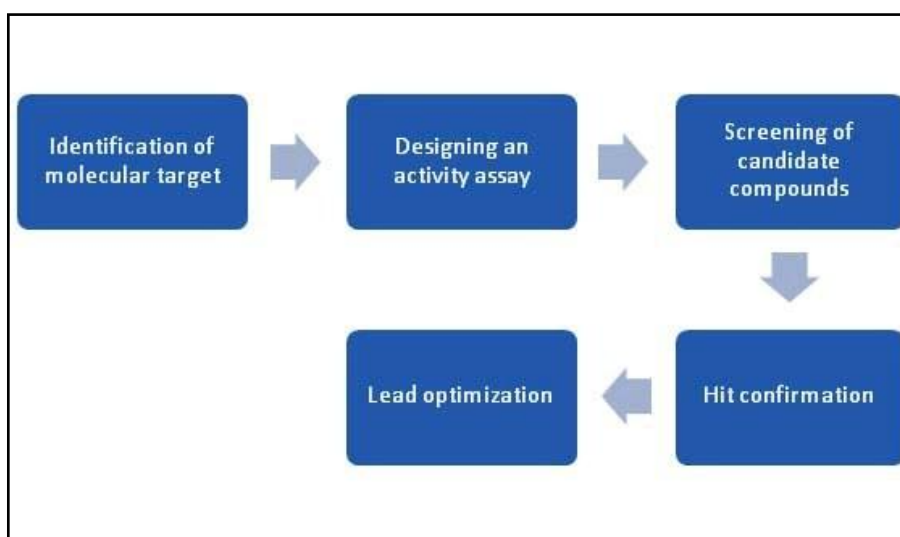 Identification of
molecular target
Designing an
activity assay
Screening of
candidate
compounds
Hit confirmation
Lead optimization